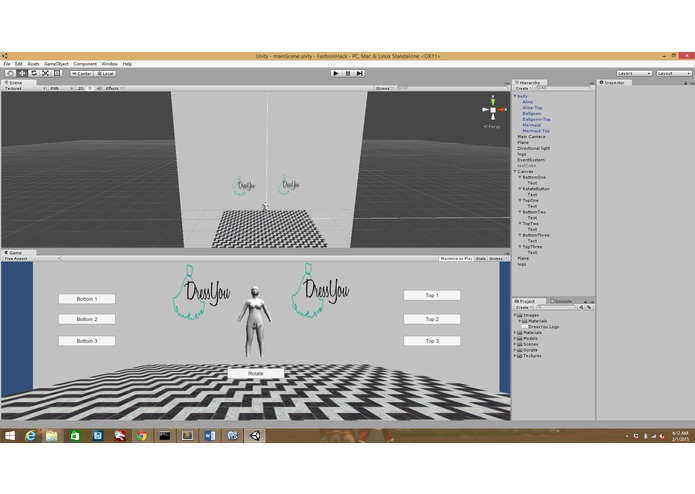 Unity - mainScene.unity - FashionHack - PC, Mac & Linux Standalone <DX11>
File Edit Assets GameObject Component Window Help
Center Local
Layers Layout
Scene
Textured RGB 2D Effects Gizmos
Persp
DressYou DressYou
Game
Free Aspect Maximize on Play Stats Gizmos
DressYou DressYou
Bottom 1
Bottom 2
Bottom 3
Top 1
Top 2
Top 3
Rotate
Hierarchy
Create
body
Aline
Aline-Top
Ballgown
Ballgown-Top
Mermaid
Mermaid-Top
Main Camera
Plane
Directional light
logo
EventSystem
Canvas
BottomOne
Text
RotateButton
Text
TopOne
Text
BottomTwo
Text
TopTwo
Text
BottomThree
Text
TopThree
Text
Plane
logo
Project Console
Create
Images
Materials
DressYou Logo
Materials
Models
Scenes
Scripts
Textures
Inspector
6:12 AM
2/1/2015